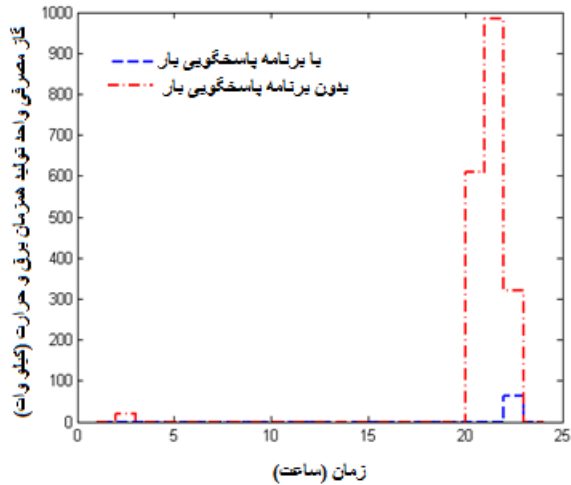 گاز مصرفی واحد تولید همزمان برق و حرارت (کیلو وات)
1000
900
800
700
600
500
400
300
200
100
0
با برنامه پاسخگویی بار
بدون برنامه پاسخگویی بار
0 5 10 15 20 25
زمان (ساعت)